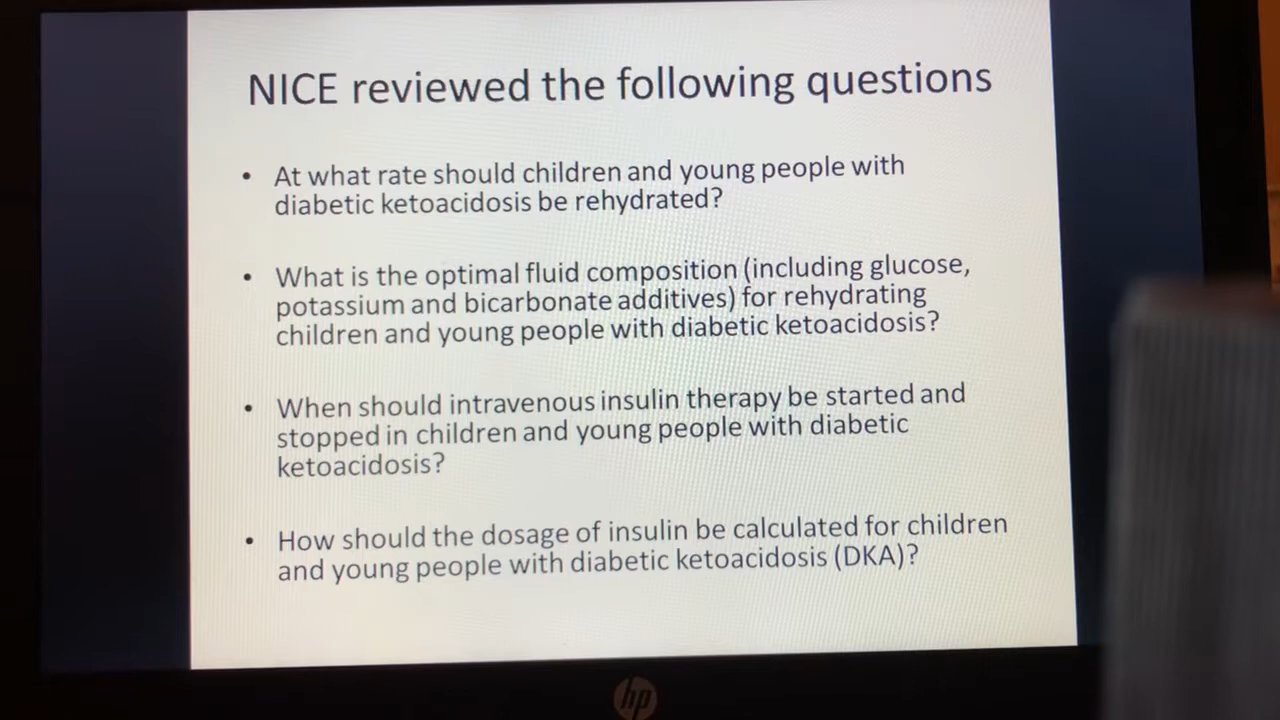 NICE reviewed the following questions
• At what rate should children and young people with
diabetic ketoacidosis be rehydrated?
• What is the optimal fluid composition (including glucose,
potassium and bicarbonate additives) for rehydrating
children and young people with diabetic ketoacidosis?
• When should intravenous insulin therapy be started and
stopped in children and young people with diabetic
ketoacidosis?
• How should the dosage of insulin be calculated for children
and young people with diabetic ketoacidosis (DKA)?
hp